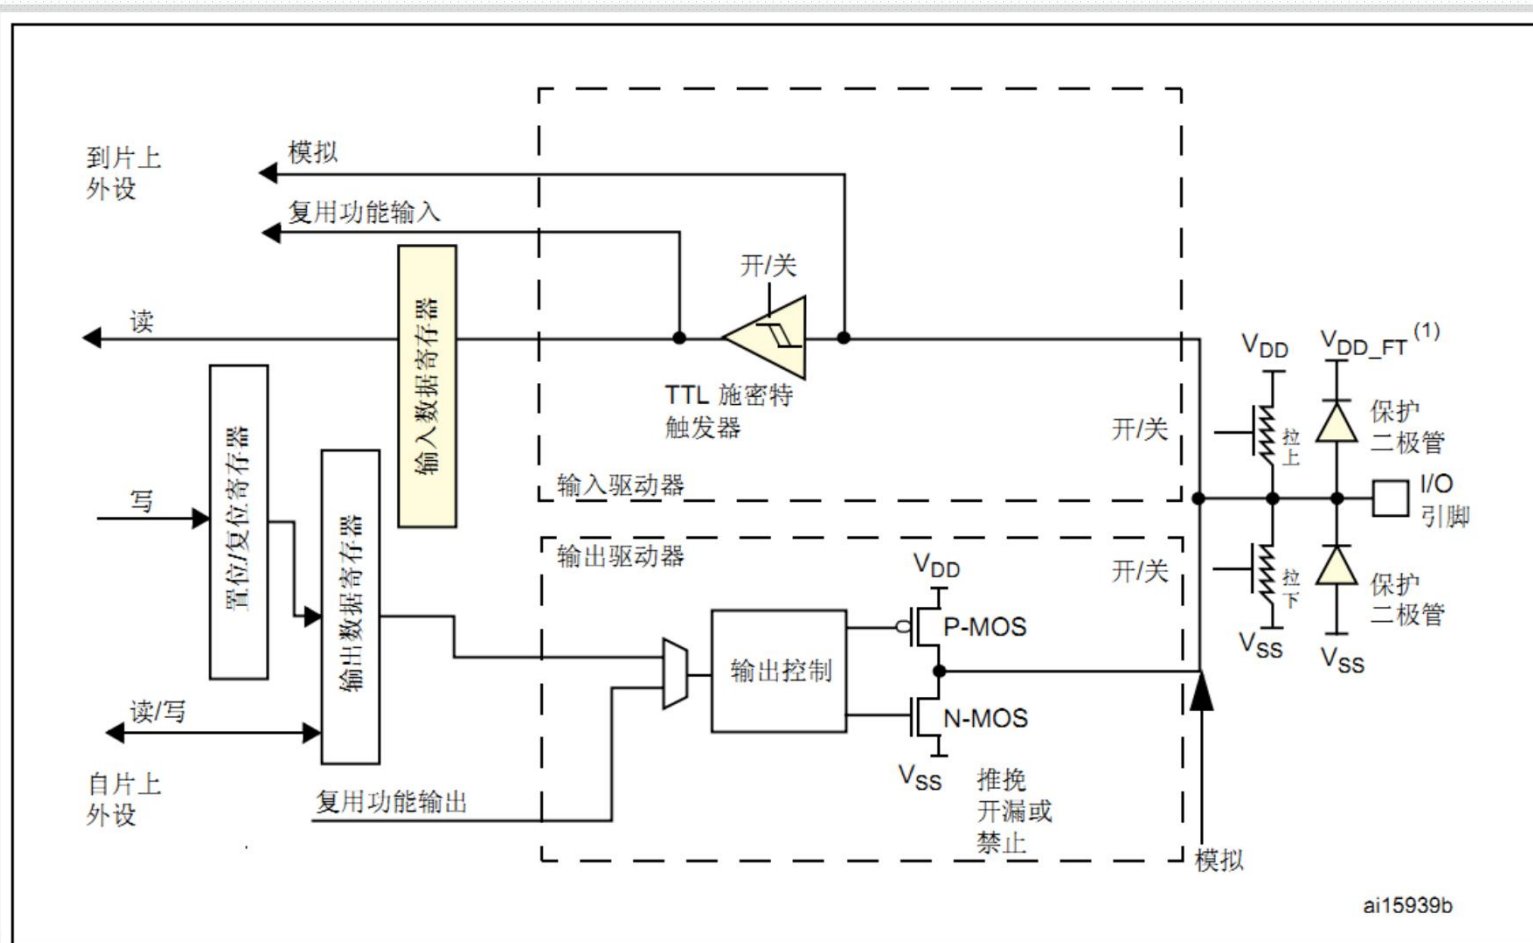 到片上
外设
模拟
复用功能输入
开/关
读
输入数据寄存器
TTL 施密特
触发器
输入驱动器
V_DD
V_DD_FT (1)
开/关
拉上
保护
二极管
I/O
引脚
写
置位/复位寄存器
输出数据寄存器
输出驱动器
V_DD
开/关
拉下
保护
二极管
P-MOS
输出控制
V_SS
V_SS
读/写
N-MOS
V_SS
推挽
开漏或
禁止
自片上
外设
复用功能输出
模拟
ai15939b